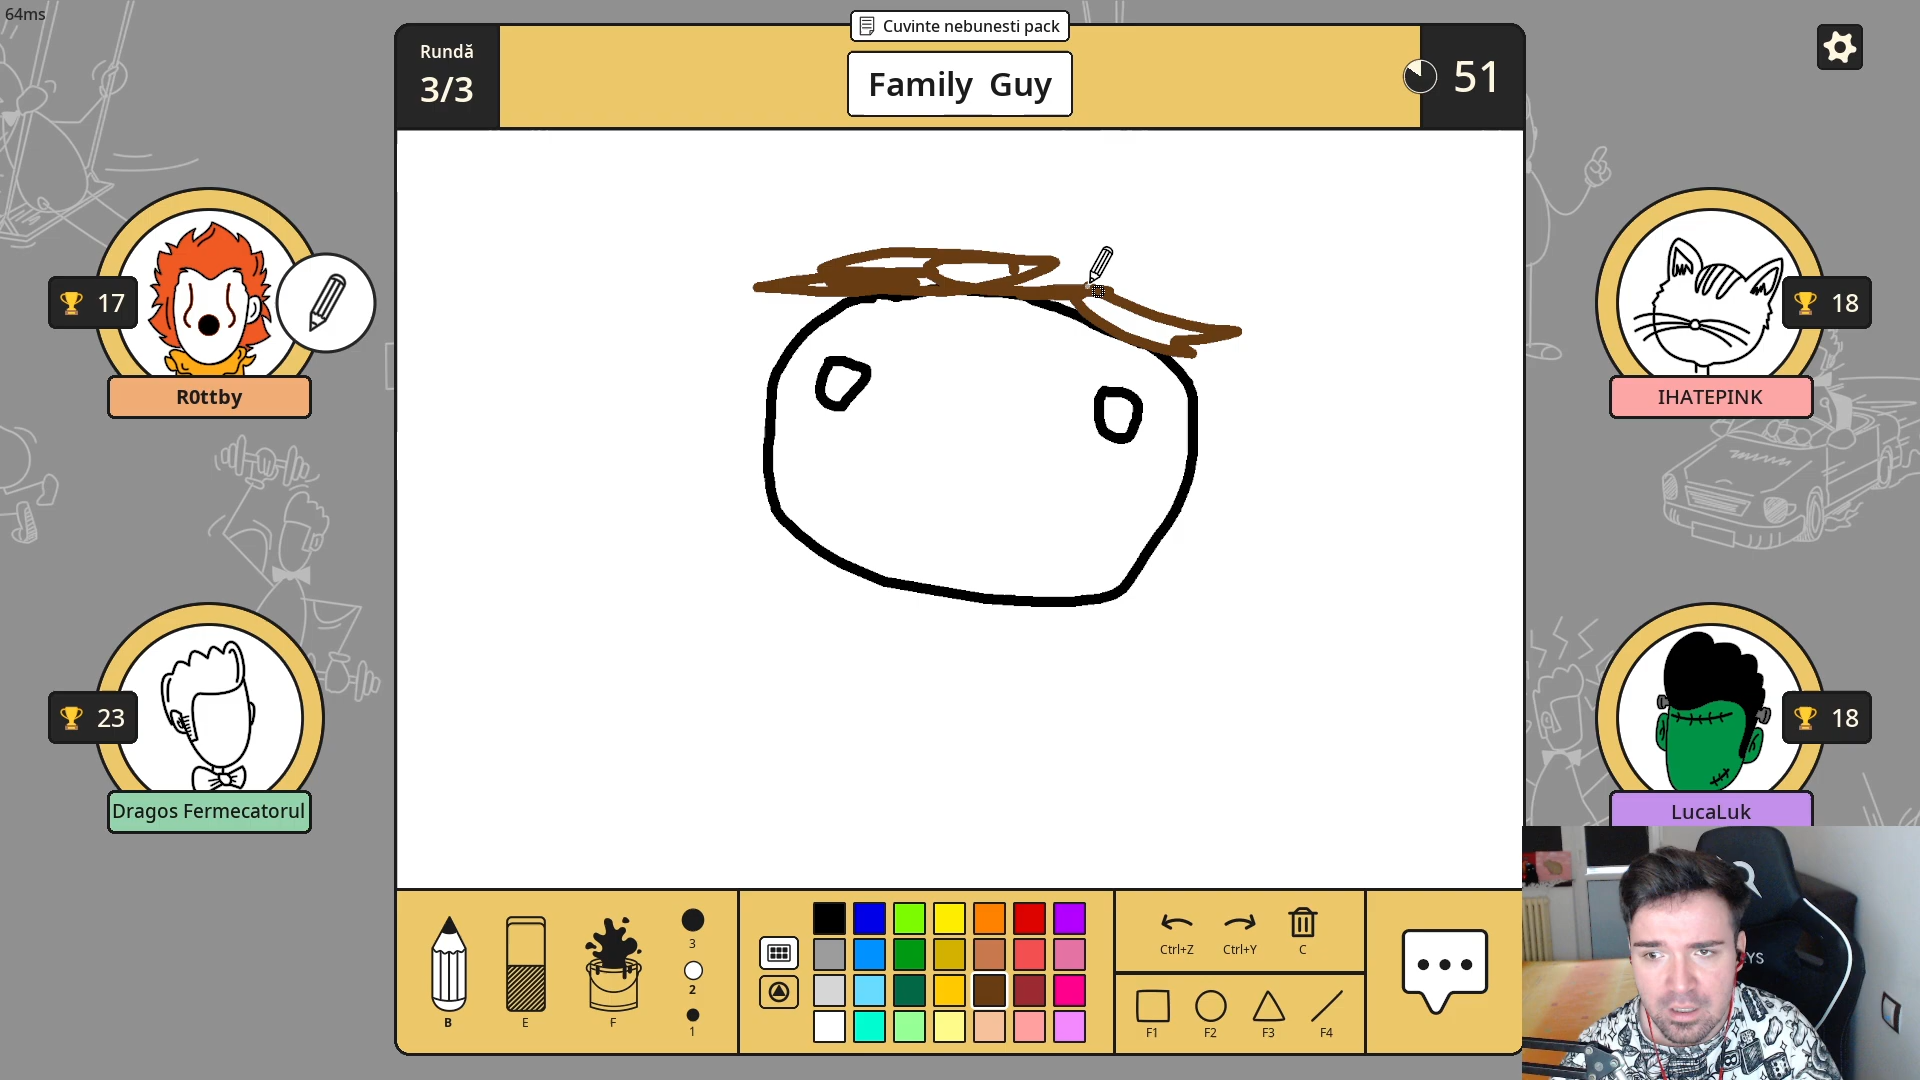 64ms
Cuvinte nebunesti pack
Rundă
3/3
Family Guy
51
17
R0ttby
18
IHATEPINK
23
Dragos Fermecatorul
18
LucaLuk
B
E
F
3
2
1
Ctrl+Z
Ctrl+Y
C
F1
F2
F3
F4